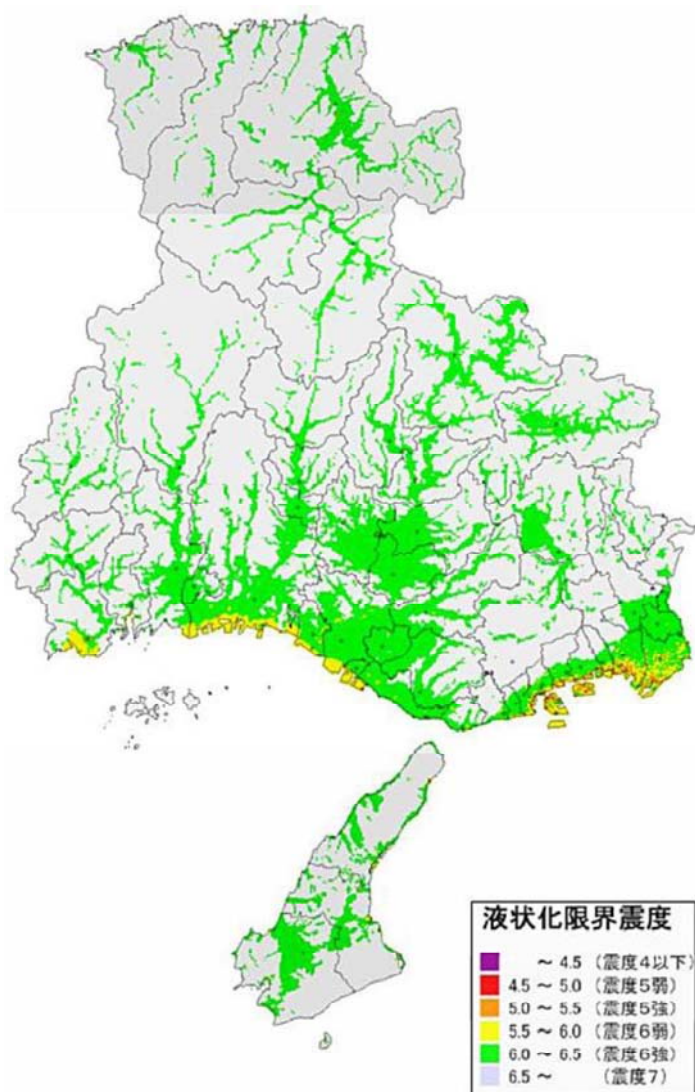 液状化限界震度
～ 4.5 （震度4以下）
4.5 ～ 5.0 （震度5弱）
5.0 ～ 5.5 （震度5強）
5.5 ～ 6.0 （震度6弱）
6.0 － 6.5 （震度6強）
6.5 ～ （震度7）